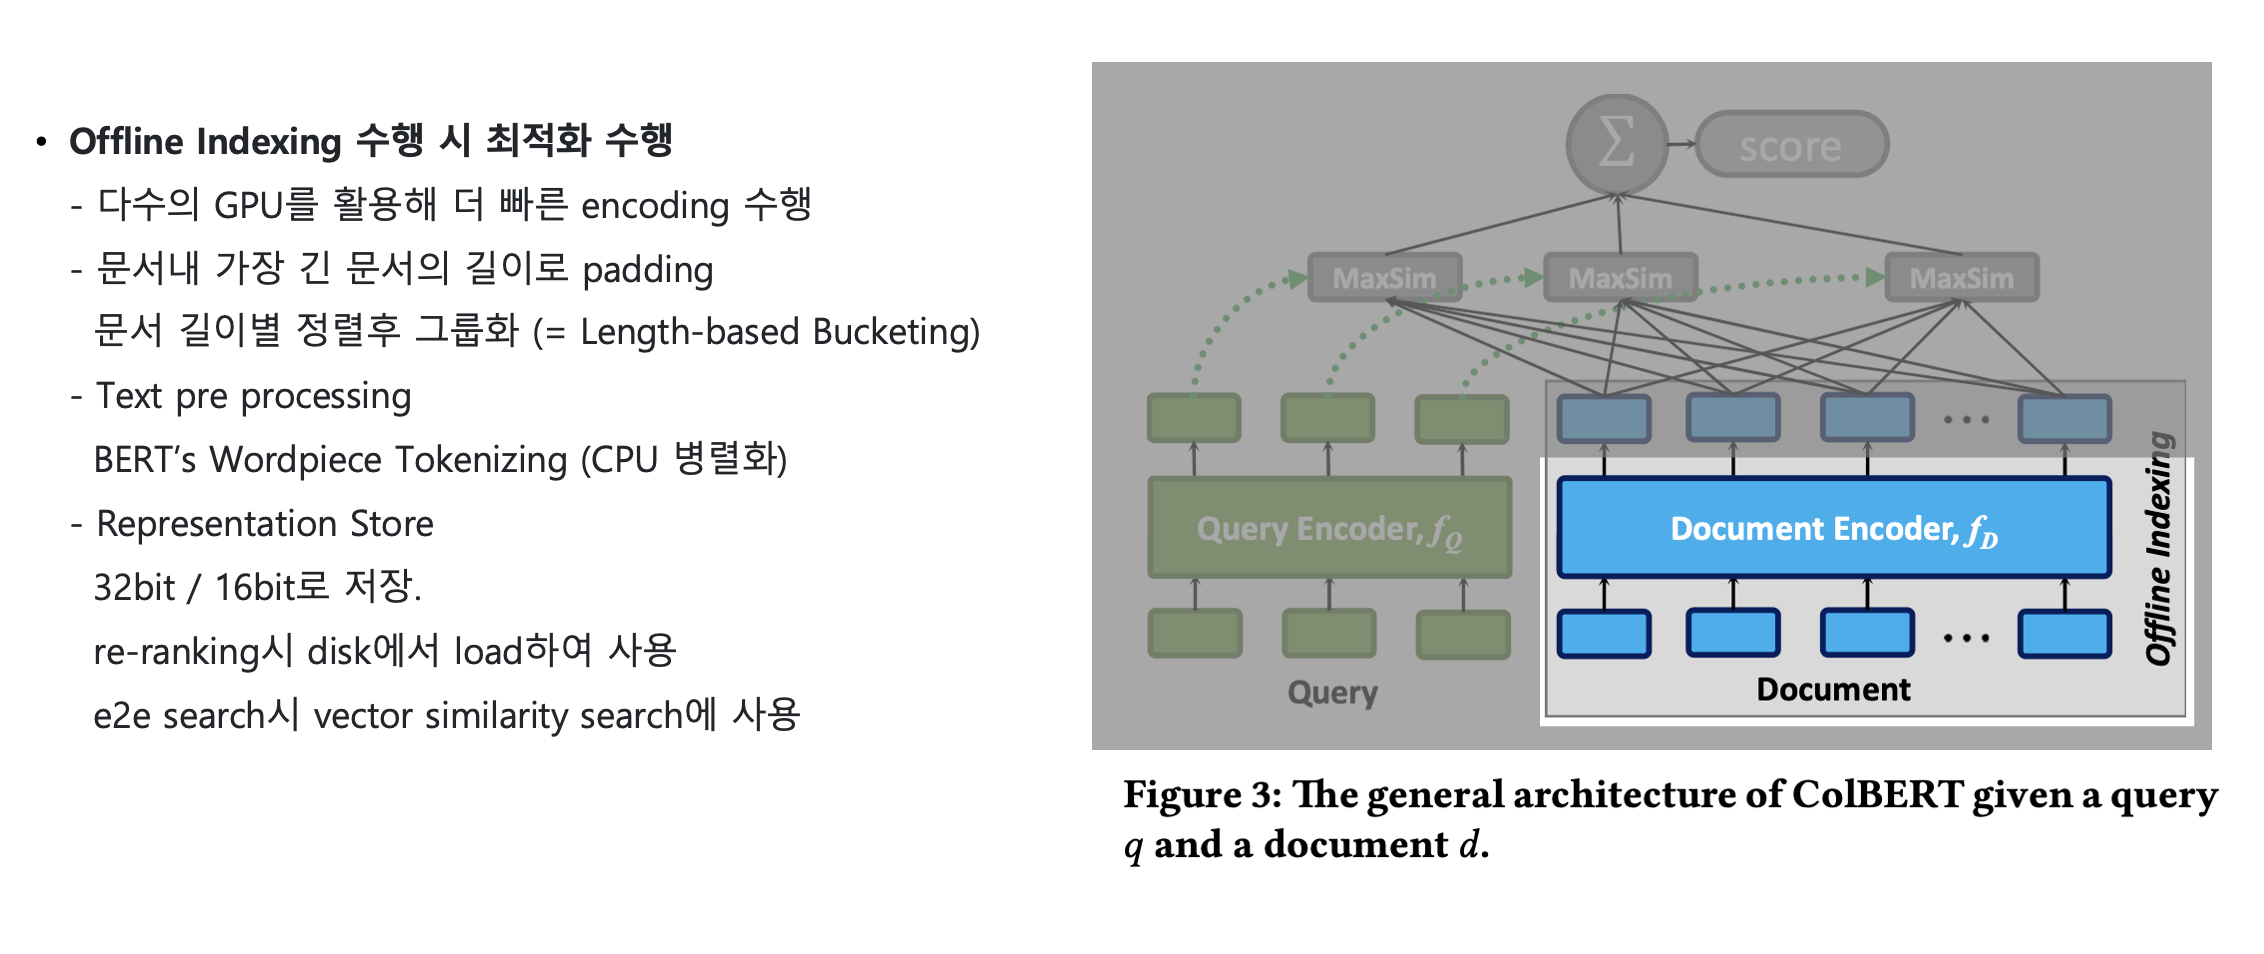 • Offline Indexing 수행 시 최적화 수행
- 다수의 GPU를 활용해 더 빠른 encoding 수행
- 문서내 가장 긴 문서의 길이로 padding
문서 길이별 정렬후 그룹화 (= Length-based Bucketing)
- Text pre processing
BERT’s Wordpiece Tokenizing (CPU 병렬화)
- Representation Store
32bit / 16bit로 저장.
re-ranking시 disk에서 load하여 사용
e2e search시 vector similarity search에 사용
Σ
score
MaxSim MaxSim MaxSim
Query Encoder, fQ
Document Encoder, fD
Offline Indexing
Query
Document
Figure 3: The general architecture of ColBERT given a query
q and a document d.